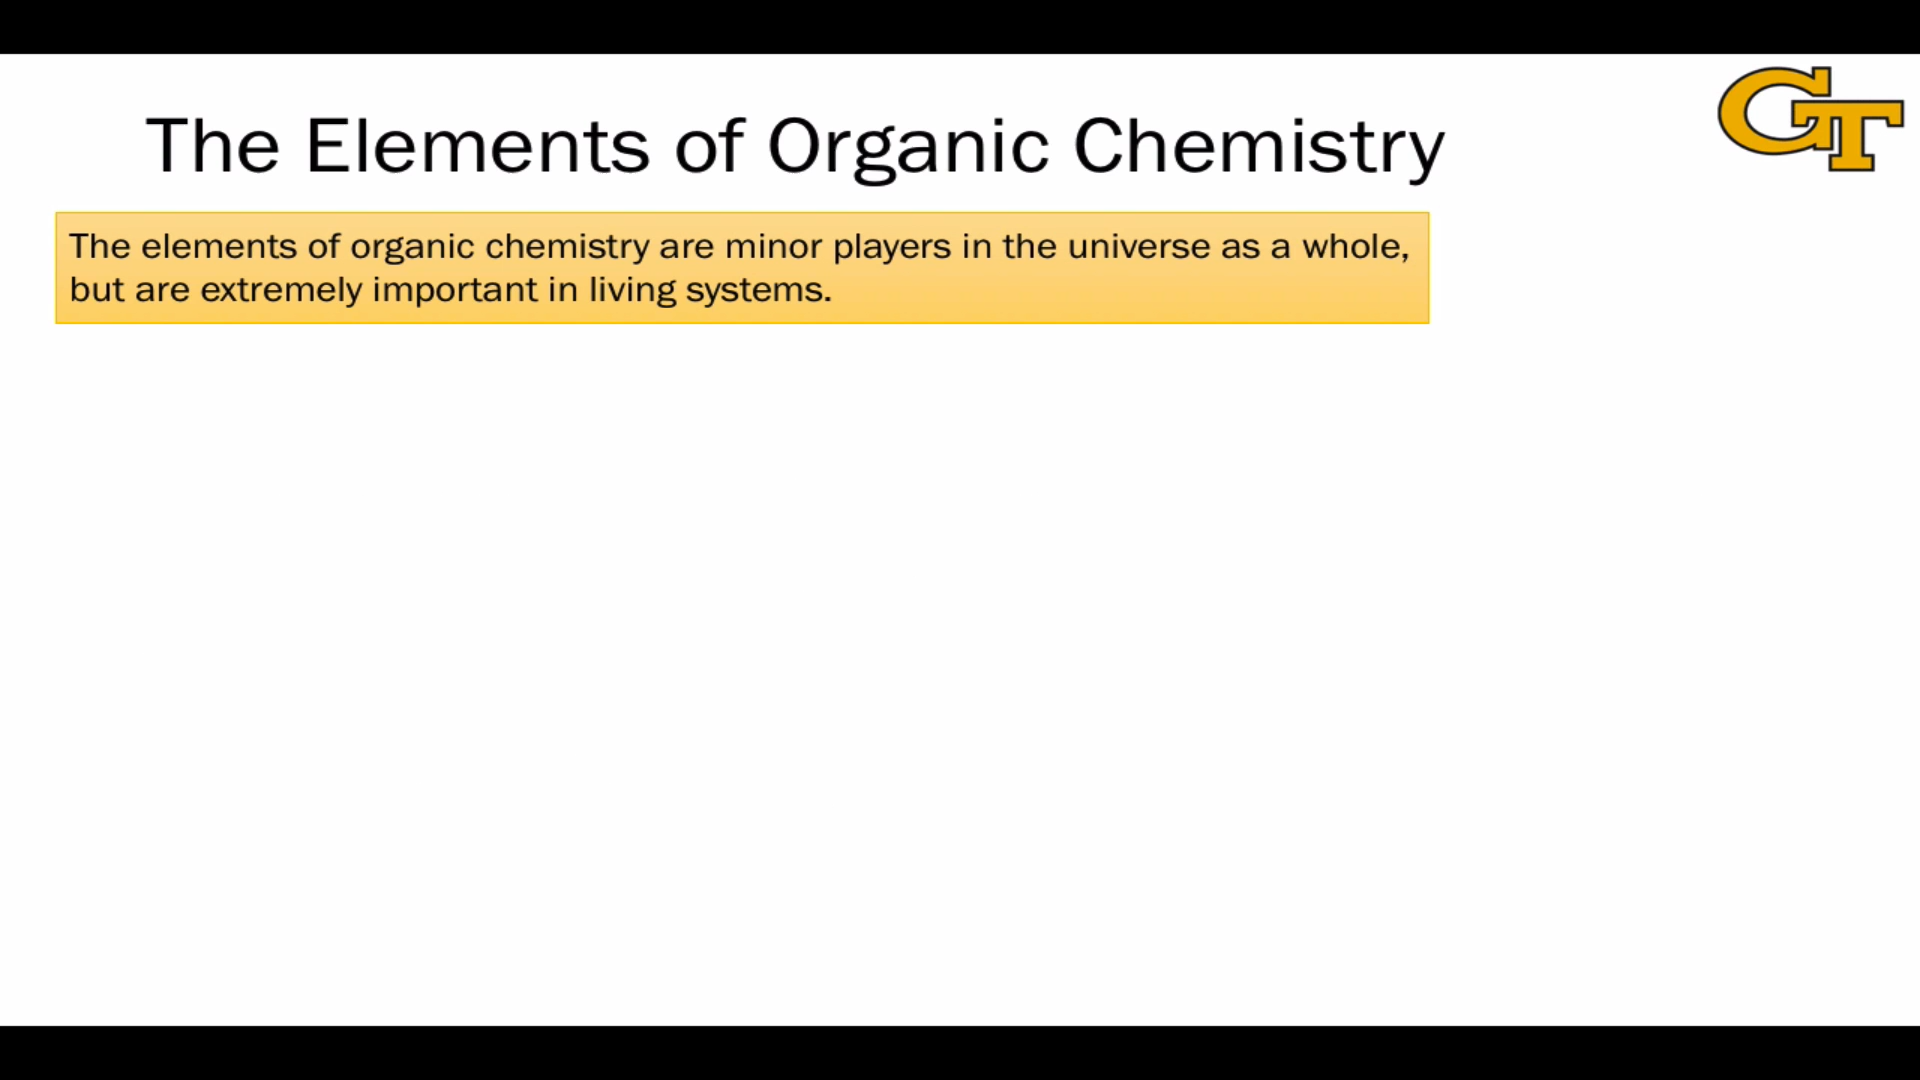 GT
The Elements of Organic Chemistry
The elements of organic chemistry are minor players in the universe as a whole,
but are extremely important in living systems.